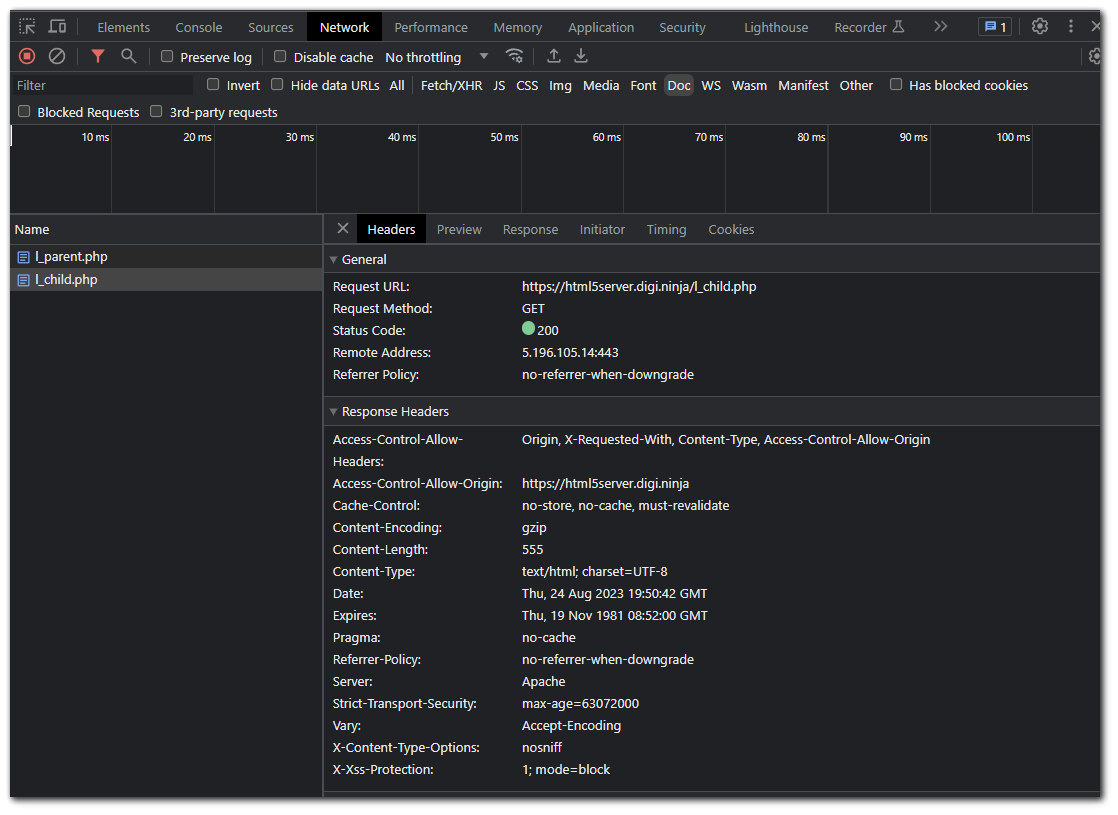 Elements Console Sources Network Performance Memory Application Security Lighthouse Recorder 1
Preserve log Disable cache No throttling
Filter Invert Hide data URLs All Fetch/XHR JS CSS Img Media Font Doc WS Wasm Manifest Other Has blocked cookies
Blocked Requests 3rd-party requests
10 ms 20 ms 30 ms 40 ms 50 ms 60 ms 70 ms 80 ms 90 ms 100 ms
Name
l_parent.php
l_child.php
Headers Preview Response Initiator Timing Cookies
General
Request URL: https://html5server.digi.ninja/l_child.php
Request Method: GET
Status Code: 200
Remote Address: 5.196.105.14:443
Referrer Policy: no-referrer-when-downgrade
Response Headers
Access-Control-Allow- Origin, X-Requested-With, Content-Type, Access-Control-Allow-Origin
Headers:
Access-Control-Allow-Origin: https://html5server.digi.ninja
Cache-Control: no-store, no-cache, must-revalidate
Content-Encoding: gzip
Content-Length: 555
Content-Type: text/html; charset=UTF-8
Date: Thu, 24 Aug 2023 19:50:42 GMT
Expires: Thu, 19 Nov 1981 08:52:00 GMT
Pragma: no-cache
Referrer-Policy: no-referrer-when-downgrade
Server: Apache
Strict-Transport-Security: max-age=63072000
Vary: Accept-Encoding
X-Content-Type-Options: nosniff
X-Xss-Protection: 1; mode=block